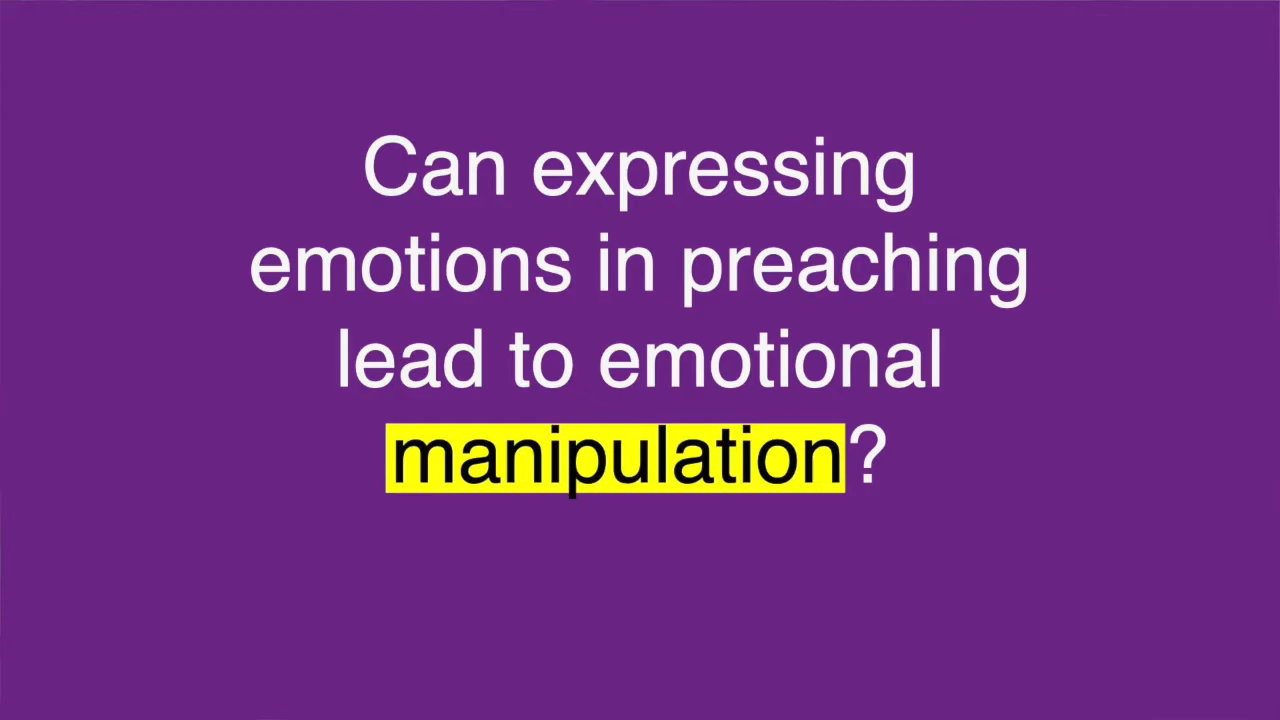 Can expressing
emotions in preaching
lead to emotional
manipulation?